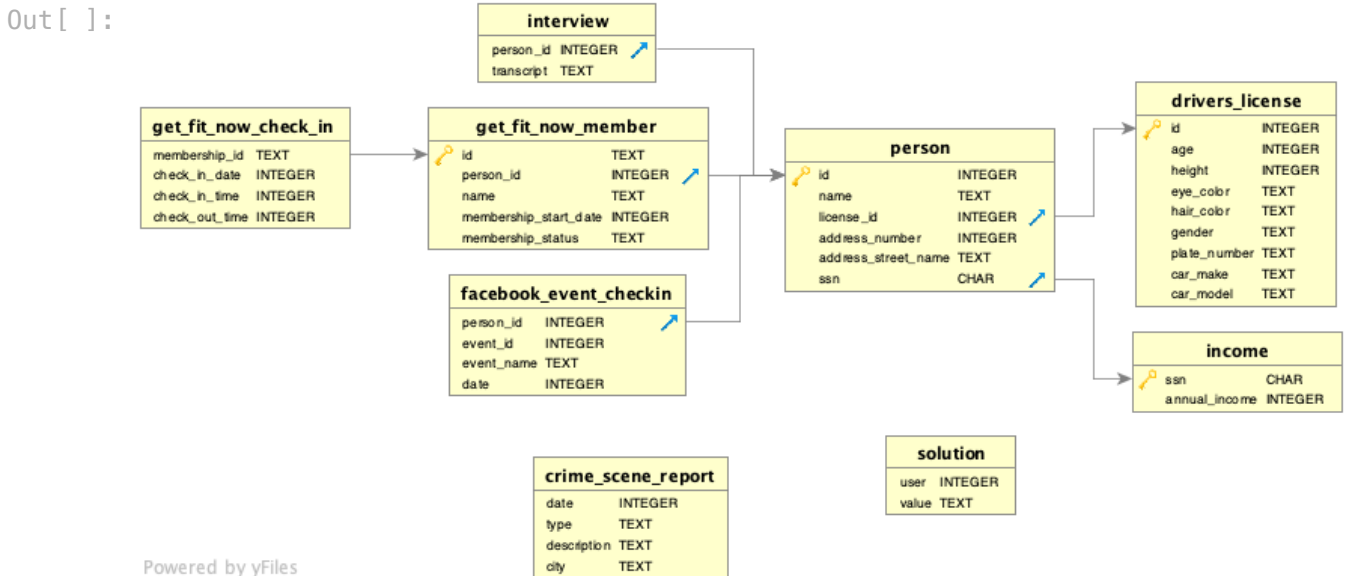 Out[ ]:
interview
person_id INTEGER
transcript TEXT
get_fit_now_check_in
membership_id TEXT
check_in_date INTEGER
check_in_time INTEGER
check_out_time INTEGER
get_fit_now_member
id TEXT
person_id INTEGER
name TEXT
membership_start_date INTEGER
membership_status TEXT
facebook_event_checkin
person_id INTEGER
event_id INTEGER
event_name TEXT
date INTEGER
person
id INTEGER
name TEXT
license_id INTEGER
address_number INTEGER
address_street_name TEXT
ssn CHAR
drivers_license
id INTEGER
age INTEGER
height INTEGER
eye_color TEXT
hair_color TEXT
gender TEXT
plate_number TEXT
car_make TEXT
car_model TEXT
income
ssn CHAR
annual_income INTEGER
solution
user INTEGER
value TEXT
crime_scene_report
date INTEGER
type TEXT
description TEXT
city TEXT
Powered by yFiles